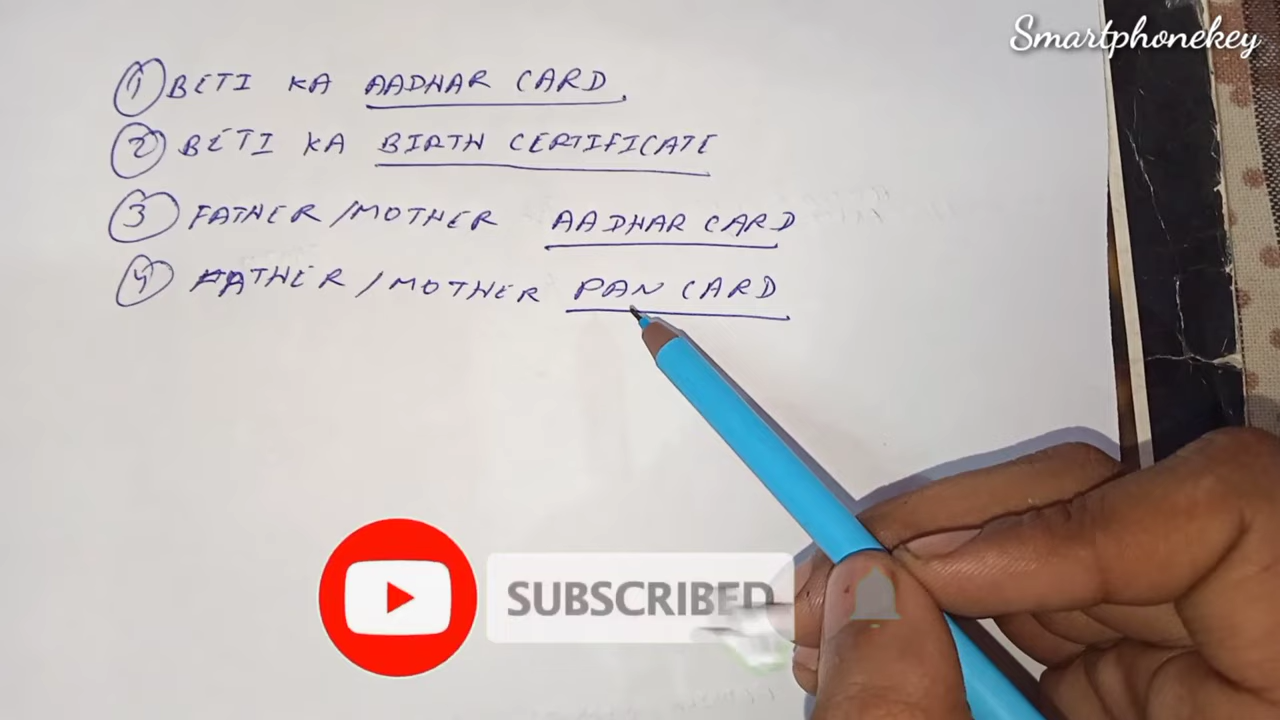 Smartphonekey
① BETI KA AADHAR CARD
② BETI KA BIRTH CERTIFICATE
③ FATHER/MOTHER AADHAR CARD
④ FATHER/MOTHER PAN CARD
SUBSCRIBED